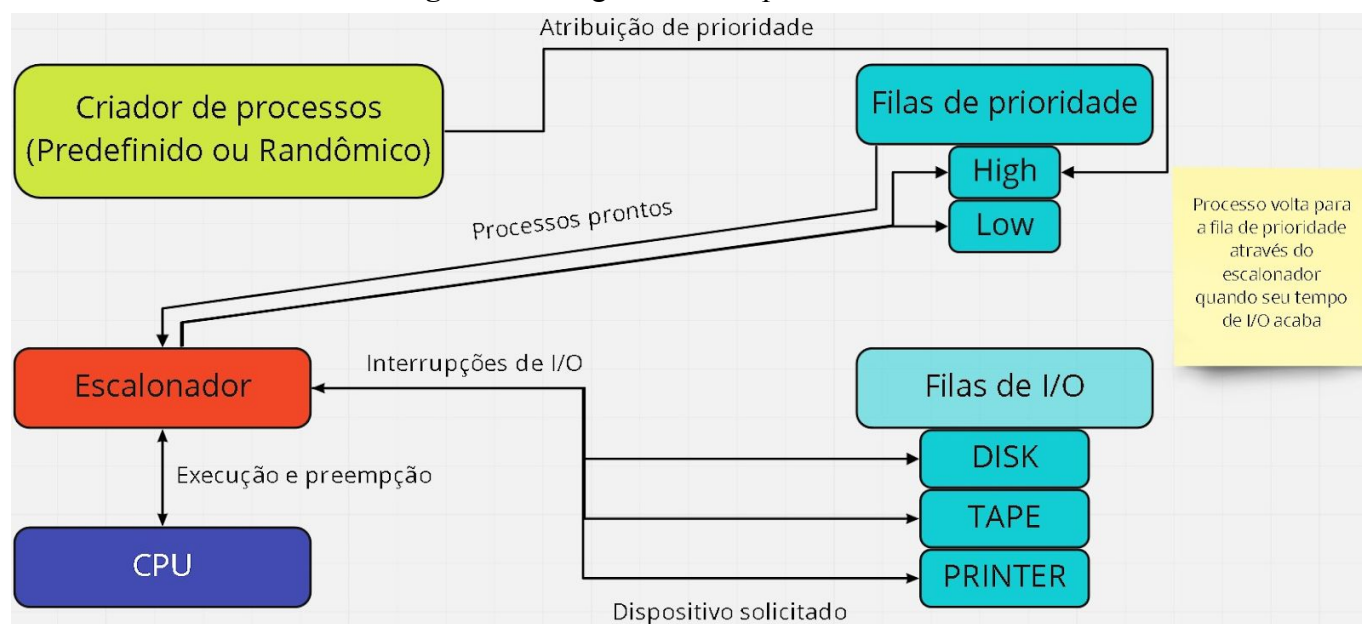 Atribuição de prioridade
Criador de processos
(Predefinido ou Randômico)
Filas de prioridade
High
Low
Processos prontos
Processo volta para
a fila de prioridade
através do
escalonador
quando seu tempo
de I/O acaba
Escalonador
Interrupções de I/O
Filas de I/O
DISK
TAPE
PRINTER
Execução e preempção
CPU
Dispositivo solicitado